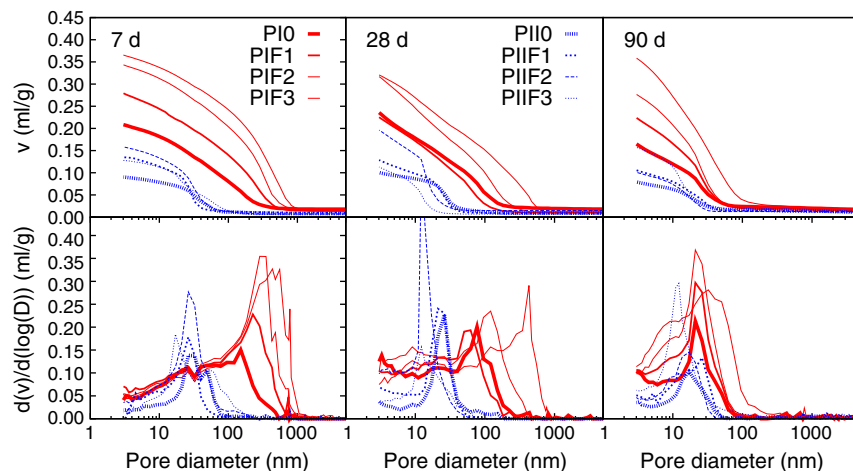 7 d
28 d
90 d
PI0
PIF1
PIF2
PIF3
PII0
PIIF1
PIIF2
PIIF3
v (ml/g)
0.45
0.40
0.35
0.30
0.25
0.20
0.15
0.10
0.05
0.00
d(v)/d(log(D)) (ml/g)
0.40
0.35
0.30
0.25
0.20
0.15
0.10
0.05
0.00
1 10 100 1000 1 10 100 1000 1 10 100 1000
Pore diameter (nm) Pore diameter (nm) Pore diameter (nm)